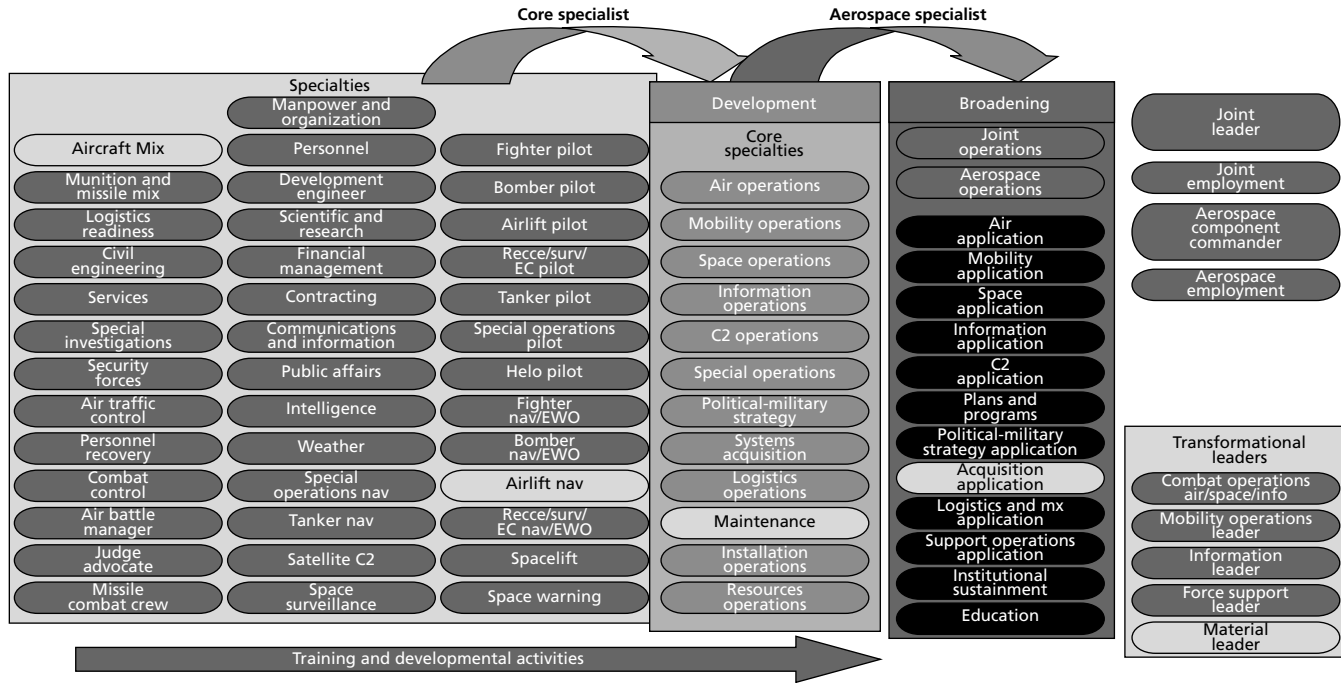 Core specialist
Aerospace specialist
Specialties
Manpower and
organization
Aircraft Mix
Munition and
missile mix
Logistics
readiness
Civil
engineering
Services
Special
investigations
Security
forces
Air traffic
control
Personnel
recovery
Combat
control
Air battle
manager
Judge
advocate
Missile
combat crew
Personnel
Development
engineer
Scientific and
research
Financial
management
Contracting
Communications
and information
Public affairs
Intelligence
Weather
Special
operations nav
Tanker nav
Satellite C2
Space
surveillance
Fighter pilot
Bomber pilot
Airlift pilot
Recce/surv/
EC pilot
Tanker pilot
Special operations
pilot
Helo pilot
Fighter
nav/EWO
Bomber
nav/EWO
Airlift nav
Recce/surv/
EC nav/EWO
Spacelift
Space warning
Development
Core
specialties
Air operations
Mobility operations
Space operations
Information
operations
C2 operations
Special operations
Political-military
strategy
Systems
acquisition
Logistics
operations
Maintenance
Installation
operations
Resources
operations
Broadening
Joint
operations
Aerospace
operations
Air
application
Mobility
application
Space
application
Information
application
C2
application
Plans and
programs
Political-military
strategy application
Acquisition
application
Logistics and mx
application
Support operations
application
Institutional
sustainment
Education
Joint
leader
Joint
employment
Aerospace
component
commander
Aerospace
employment
Transformational
leaders
Combat operations
air/space/info
Mobility operations
leader
Information
leader
Force support
leader
Material
leader
Training and developmental activities